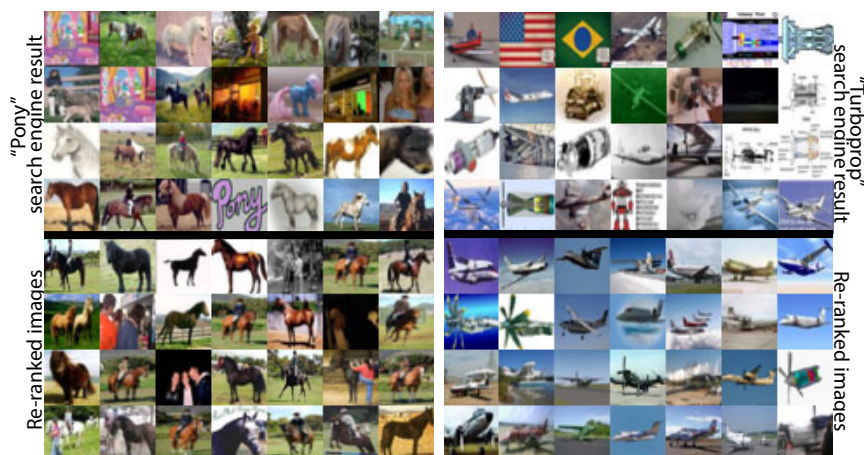 "Pony"
search engine result
Re-ranked images
Pony
"Turboprop"
search engine result
Re-ranked images